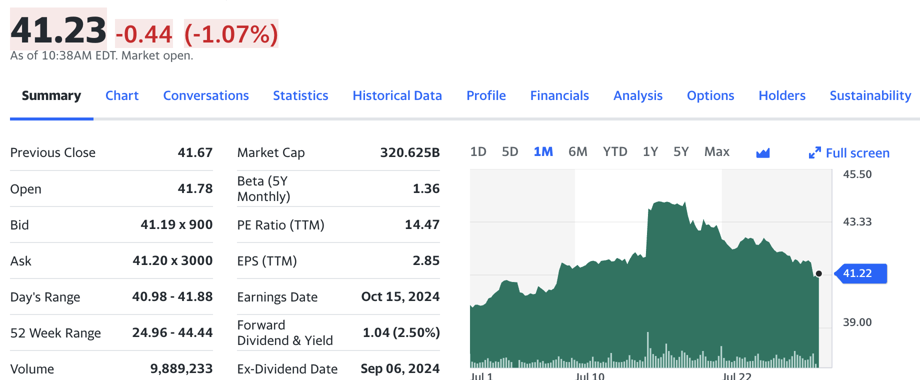 41.23 -0.44 (-1.07%)
As of 10:38AM EDT. Market open.
Summary Chart Conversations Statistics Historical Data Profile Financials Analysis Options Holders Sustainability
Previous Close 41.67
Open 41.78
Bid 41.19 x 900
Ask 41.20 x 3000
Day's Range 40.98 - 41.88
52 Week Range 24.96 - 44.44
Volume 9,889,233
Market Cap 320.625B
Beta (5Y
Monthly) 1.36
PE Ratio (TTM) 14.47
EPS (TTM) 2.85
Earnings Date Oct 15, 2024
Forward
Dividend & Yield 1.04 (2.50%)
Ex-Dividend Date Sep 06, 2024
1D 5D 1M 6M YTD 1Y 5Y Max Full screen
45.50
43.33
41.22
39.00
Jul 1 Jul 10 Jul 22